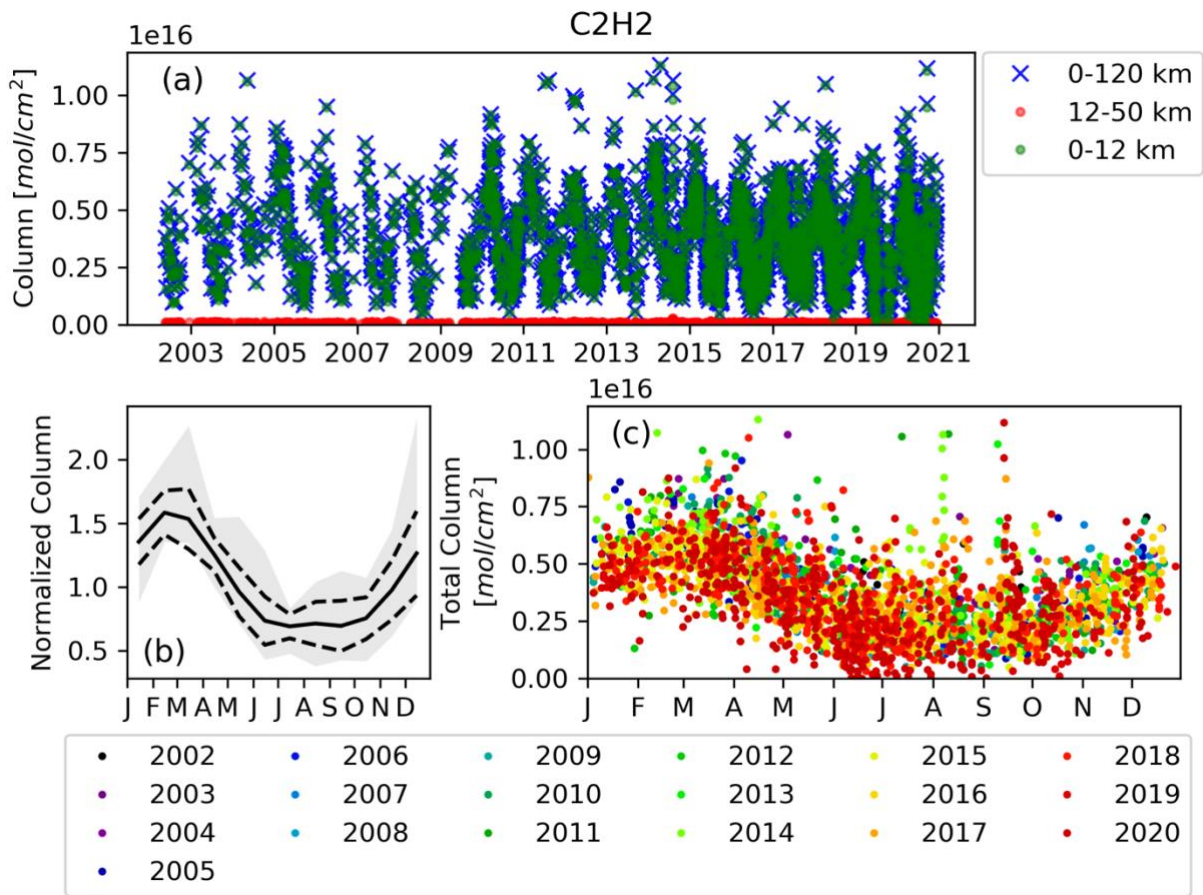 C2H2
1e16
(a)
Column [mol/cm²]
1.00
0.75
0.50
0.25
0.00
2003 2005 2007 2009 2011 2013 2015 2017 2019 2021
0-120 km
12-50 km
0-12 km
Normalized Column
2.0
1.5
1.0
0.5
(b)
J F M A M J J A S O N D
1e16
(c)
Total Column
[mol/cm²]
1.00
0.75
0.50
0.25
0.00
J F M A M J J A S O N D
2002 2006 2009 2012 2015 2018
2003 2007 2010 2013 2016 2019
2004 2008 2011 2014 2017 2020
2005